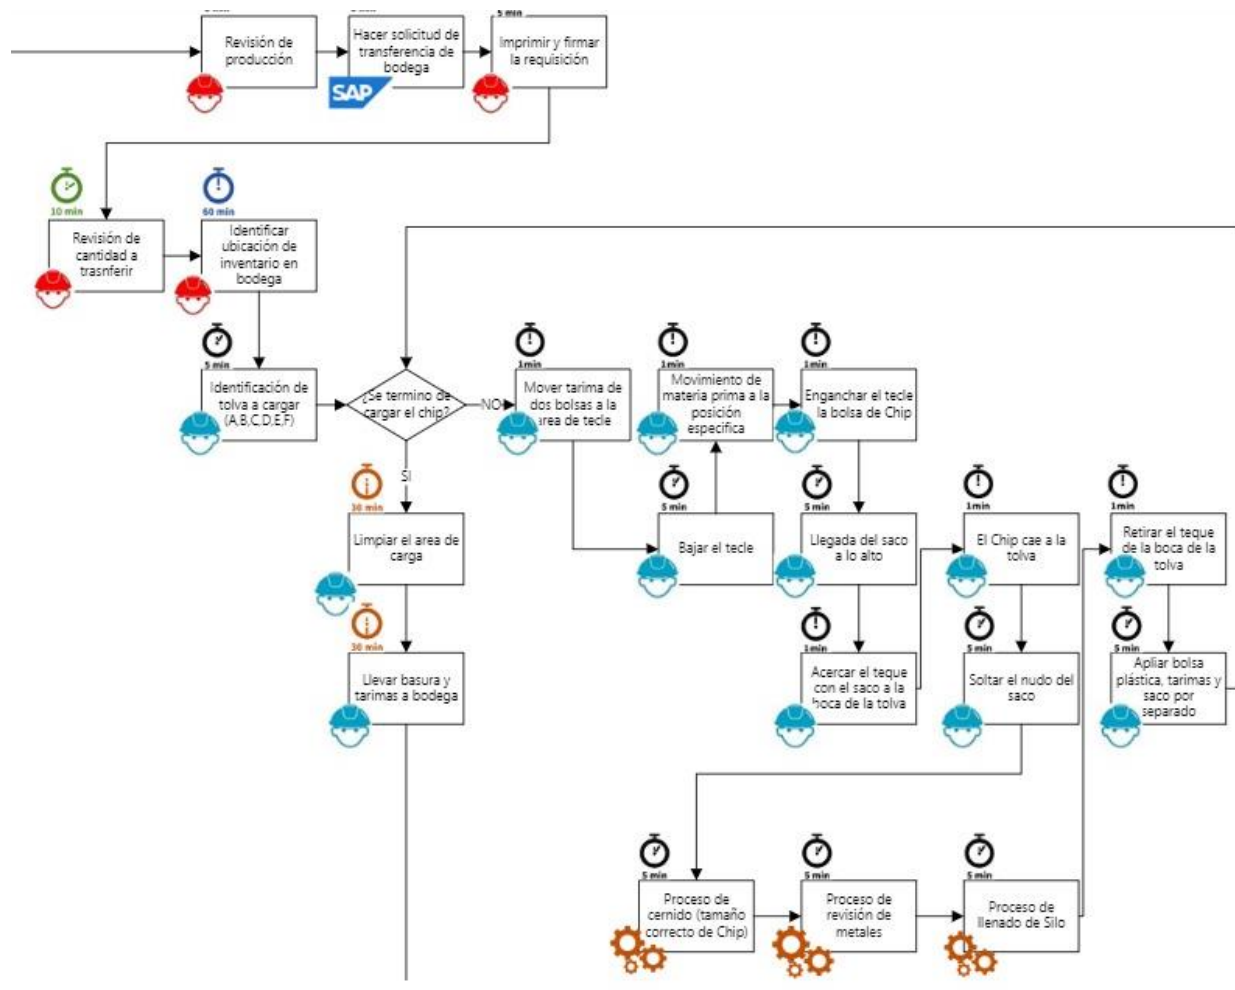 5 min
Revisión de
producción
Hacer solicitud de
transferencia de
bodega
Imprimir y firmar
la requisición
SAP
10 min
60 min
Revisión de
cantidad a
trasnferir
Identificar
ubicación de
inventario en
bodega
5 min
1min
1min
1min
Identificación de
tolva a cargar
(A,B,C,D,E,F)
¿Se termino de
cargar el chip?
NO
Mover tarima de
dos bolsas a la
area de tecle
Movimiento de
materia prima a la
posición
especifica
Enganchar el tecle
la bolsa de Chip
SI
30 min
5 min
5 min
1min
1min
Limpiar el area de
carga
Bajar el tecle
Llegada del saco
a lo alto
El Chip cae a la
tolva
Retirar el teque
de la boca de la
tolva
30 min
1min
5 min
5 min
Llevar basura y
tarimas a bodega
Acercar el teque
con el saco a la
boca de la tolva
Soltar el nudo del
saco
Apliar bolsa
plástica, tarimas y
saco por
separado
5 min
5 min
5 min
Proceso de
cernido (tamaño
correcto de Chip)
Proceso de
revisión de
metales
Proceso de
llenado de Silo